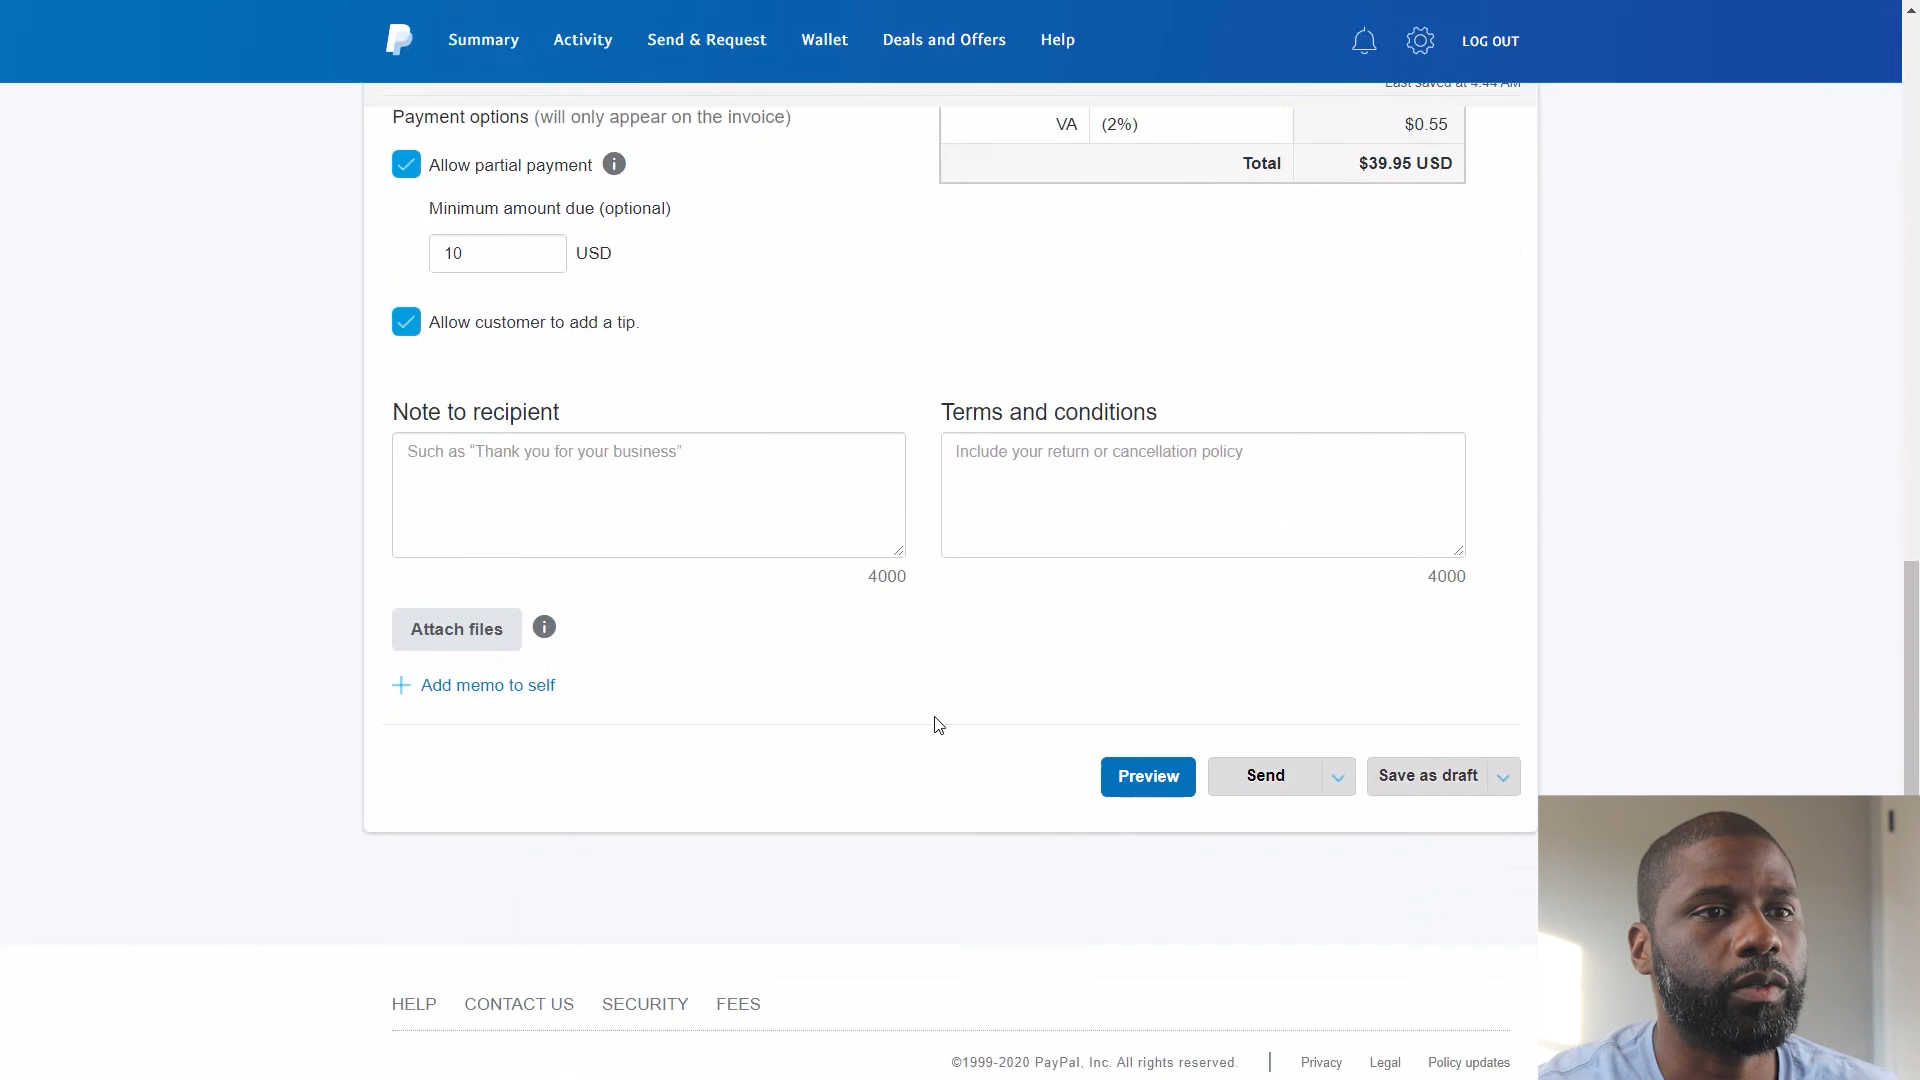 Summary Activity Send & Request Wallet Deals and Offers Help LOG OUT
Last saved at 4:44 AM
Payment options (will only appear on the invoice)
VA (2%) $0.55
Total $39.95 USD
Allow partial payment
Minimum amount due (optional)
10 USD
Allow customer to add a tip.
Note to recipient
Such as “Thank you for your business”
4000
Terms and conditions
Include your return or cancellation policy
4000
Attach files
Add memo to self
Preview Send Save as draft
HELP CONTACT US SECURITY FEES
©1999-2020 PayPal, Inc. All rights reserved. | Privacy Legal Policy updates